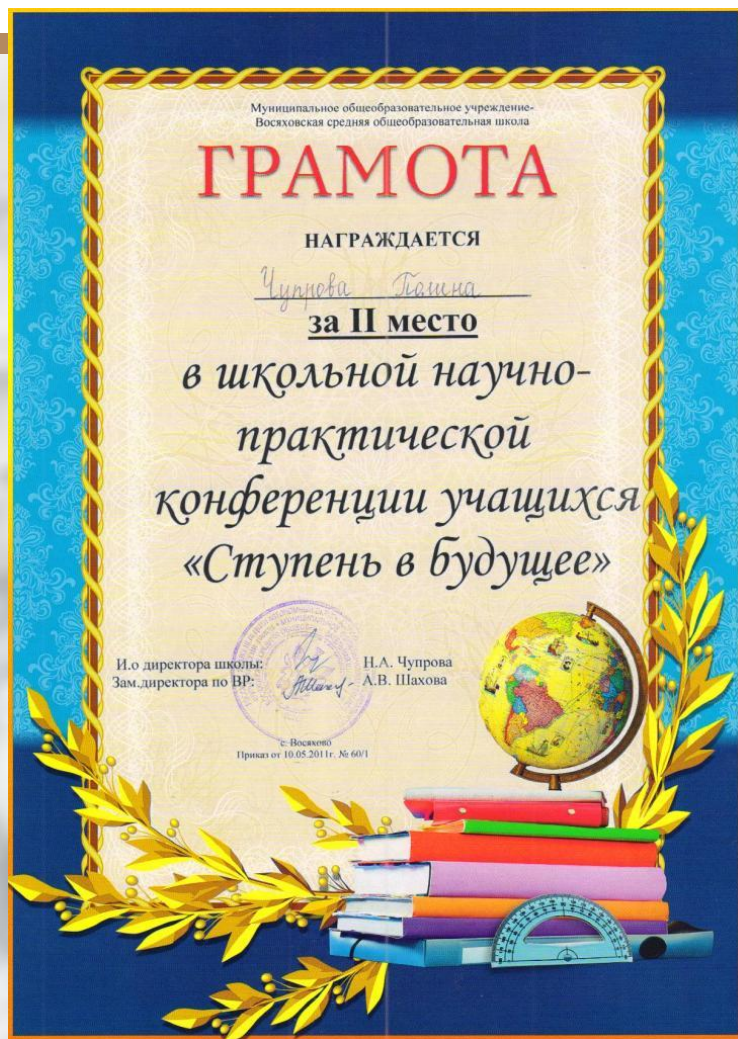 Муниципальное общеобразовательное учреждение-
Восяховская средняя общеобразовательная школа
ГРАМОТА
НАГРАЖДАЕТСЯ
Чупрова Полина
за II место
в школьной научно-
практической
конференции учащихся
«Ступень в будущее»
И.о директора школы: Н.А. Чупрова
Зам.директора по ВР: А.В. Шахова
с. Восяхово
Приказ от 10.05.2011г. № 60/1